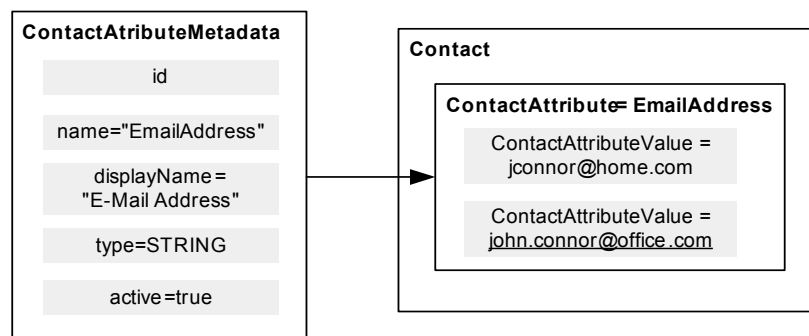 ContactAtributeMetadata
id
name="EmailAddress"
displayName=
"E-Mail Address"
type=STRING
active=true
Contact
ContactAttribute= EmailAddress
ContactAttributeValue =
jconnor@home.com
ContactAttributeValue =
john.connor@office.com